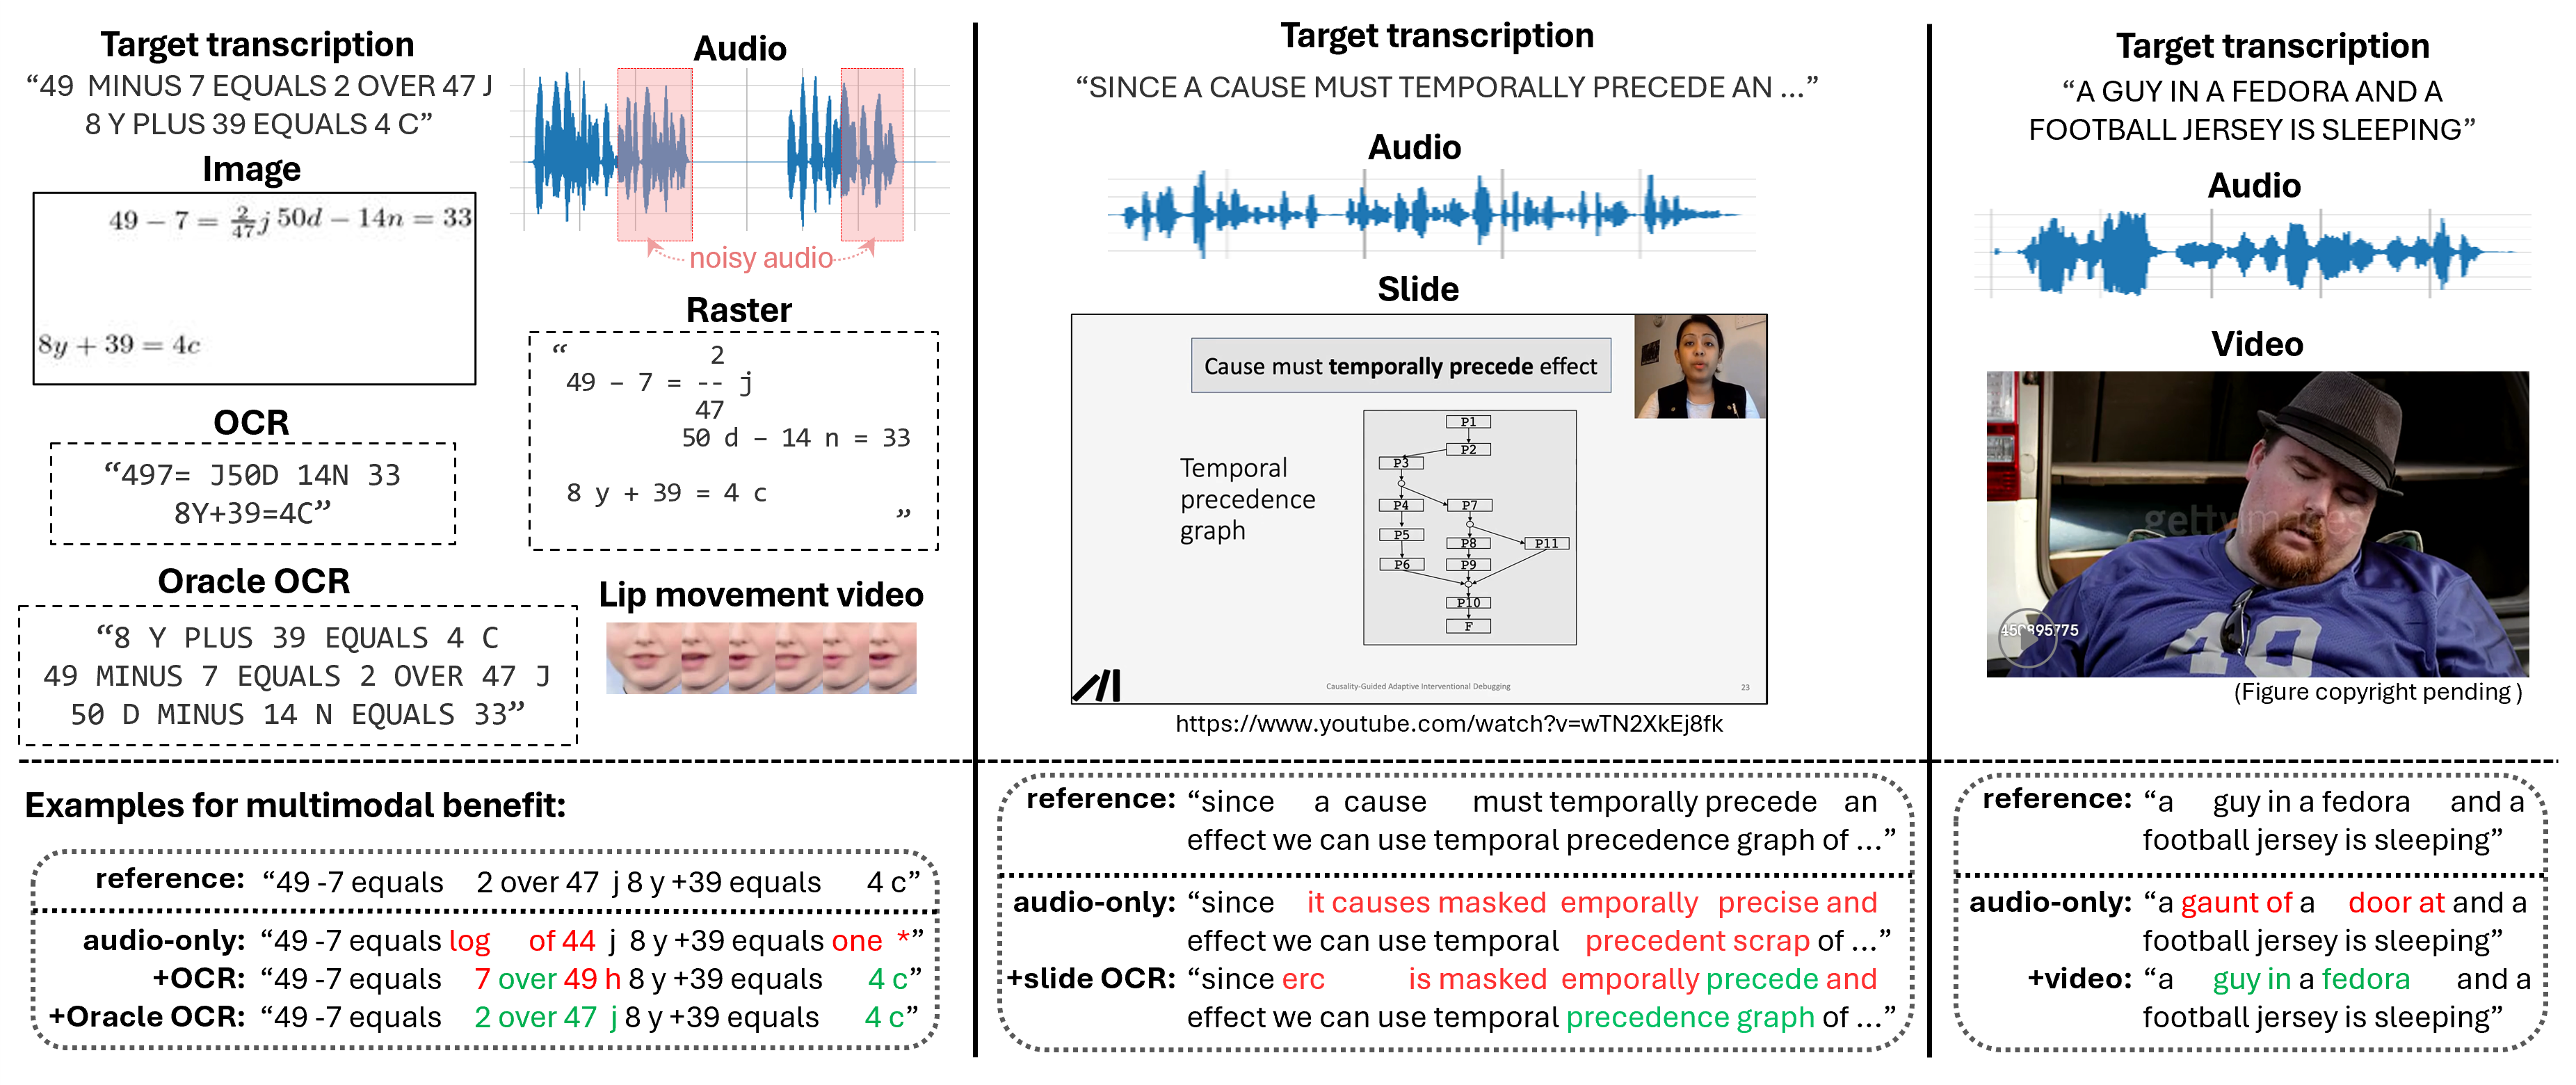 Target transcription
“49 MINUS 7 EQUALS 2 OVER 47 J
8 Y PLUS 39 EQUALS 4 C”
Image
49 − 7 = 2/47 j 50d − 14n = 33
8y + 39 = 4c
OCR
“497= J50D 14N 33
8Y+39=4C”
Oracle OCR
“8 Y PLUS 39 EQUALS 4 C
49 MINUS 7 EQUALS 2 OVER 47 J
50 D MINUS 14 N EQUALS 33”
Audio
noisy audio
Raster
“ 2
49 – 7 = -- j
47
50 d – 14 n = 33
8 y + 39 = 4 c
”
Lip movement video
Examples for multimodal benefit:
reference: “49 -7 equals 2 over 47 j 8 y +39 equals 4 c”
audio-only: “49 -7 equals log of 44 j 8 y +39 equals one *”
+OCR: “49 -7 equals 7 over 49 h 8 y +39 equals 4 c”
+Oracle OCR: “49 -7 equals 2 over 47 j 8 y +39 equals 4 c”
Target transcription
“SINCE A CAUSE MUST TEMPORALLY PRECEDE AN ...”
Audio
Slide
Cause must temporally precede effect
Temporal
precedence
graph
P1
P2
P3
P4 P7
P5 P8 P11
P6 P9
P10
F
Causality-Guided Adaptive Interventional Debugging
23
https://www.youtube.com/watch?v=wTN2XkEj8fk
reference: “since a cause must temporally precede an
effect we can use temporal precedence graph of ...”
audio-only: “since it causes masked emporally precise and
effect we can use temporal precedent scrap of ...”
+slide OCR: “since erc is masked emporally precede and
effect we can use temporal precedence graph of ...”
Target transcription
“A GUY IN A FEDORA AND A
FOOTBALL JERSEY IS SLEEPING”
Audio
Video
gettyimages
450895775
40
(Figure copyright pending )
reference: “a guy in a fedora and a
football jersey is sleeping”
audio-only: “a gaunt of a door at and a
football jersey is sleeping”
+video: “a guy in a fedora and a
football jersey is sleeping”